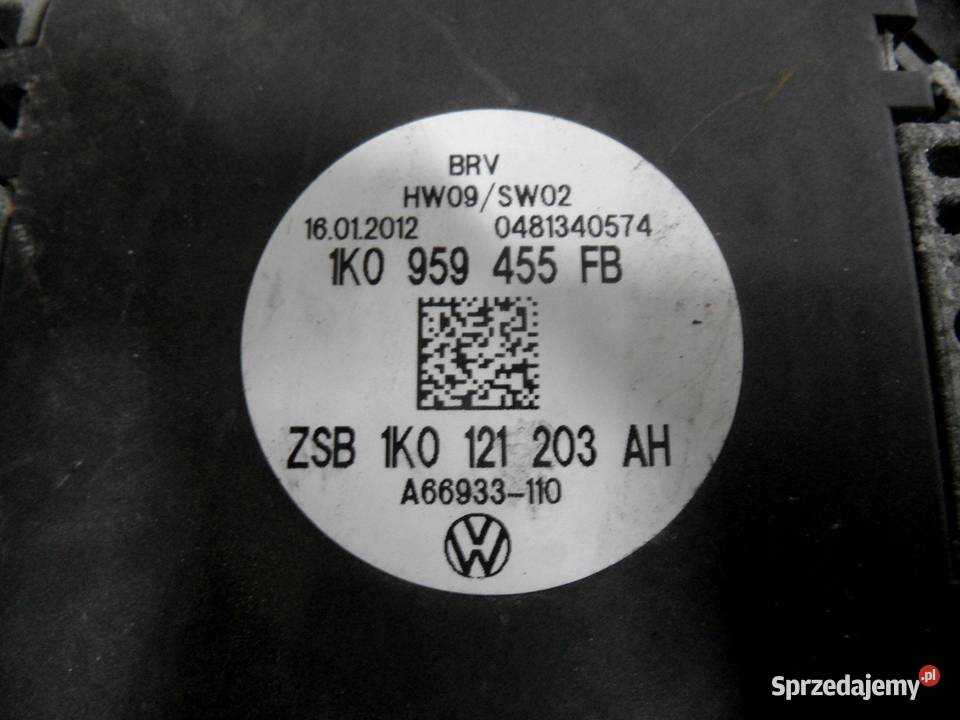 BRV
HW09/SW02
16.01.2012 0481340574
1K0 959 455 FB
ZSB 1K0 121 203 AH
A66933-110
VW
Sprzedajemy.pl